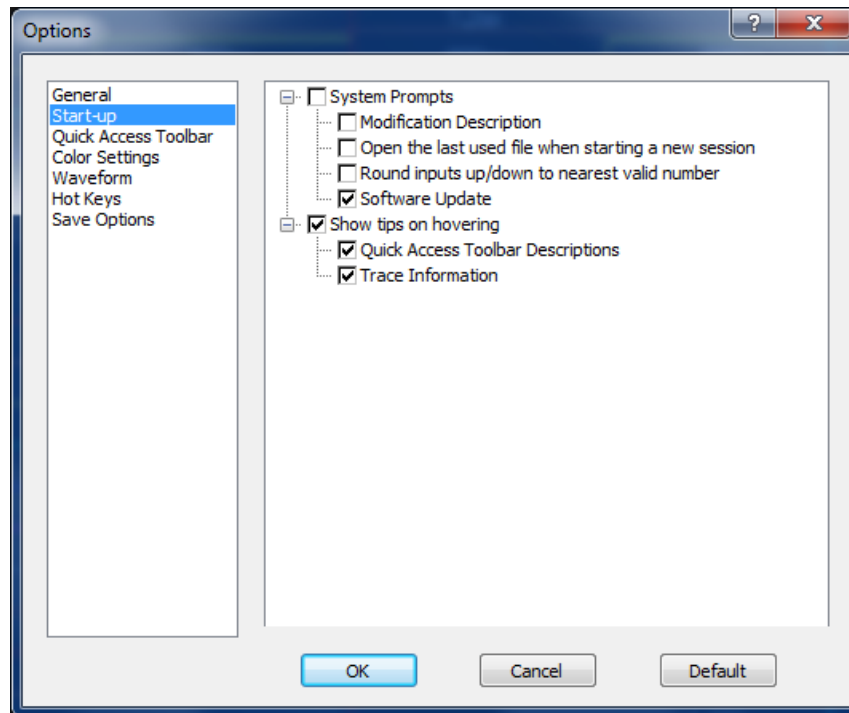 Options
?
X
General
Start-up
Quick Access Toolbar
Color Settings
Waveform
Hot Keys
Save Options
System Prompts
Modification Description
Open the last used file when starting a new session
Round inputs up/down to nearest valid number
Software Update
Show tips on hovering
Quick Access Toolbar Descriptions
Trace Information
OK
Cancel
Default